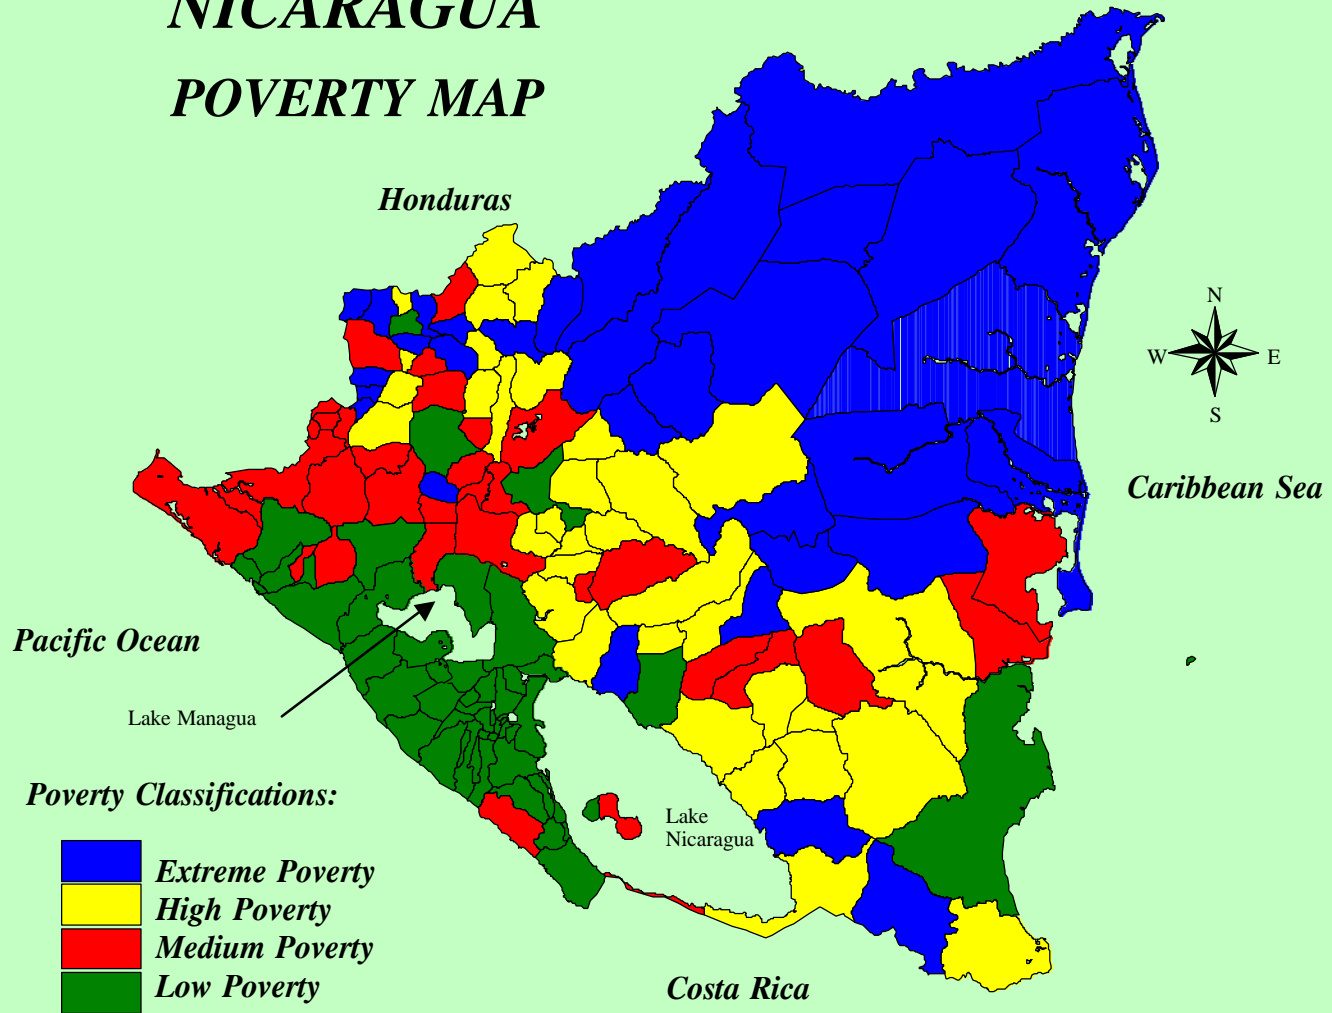 NICARAGUA
POVERTY MAP
Honduras
N
W
E
S
Caribbean Sea
Pacific Ocean
Lake Managua
Poverty Classifications:
Lake
Nicaragua
Extreme Poverty
High Poverty
Medium Poverty
Low Poverty
Costa Rica